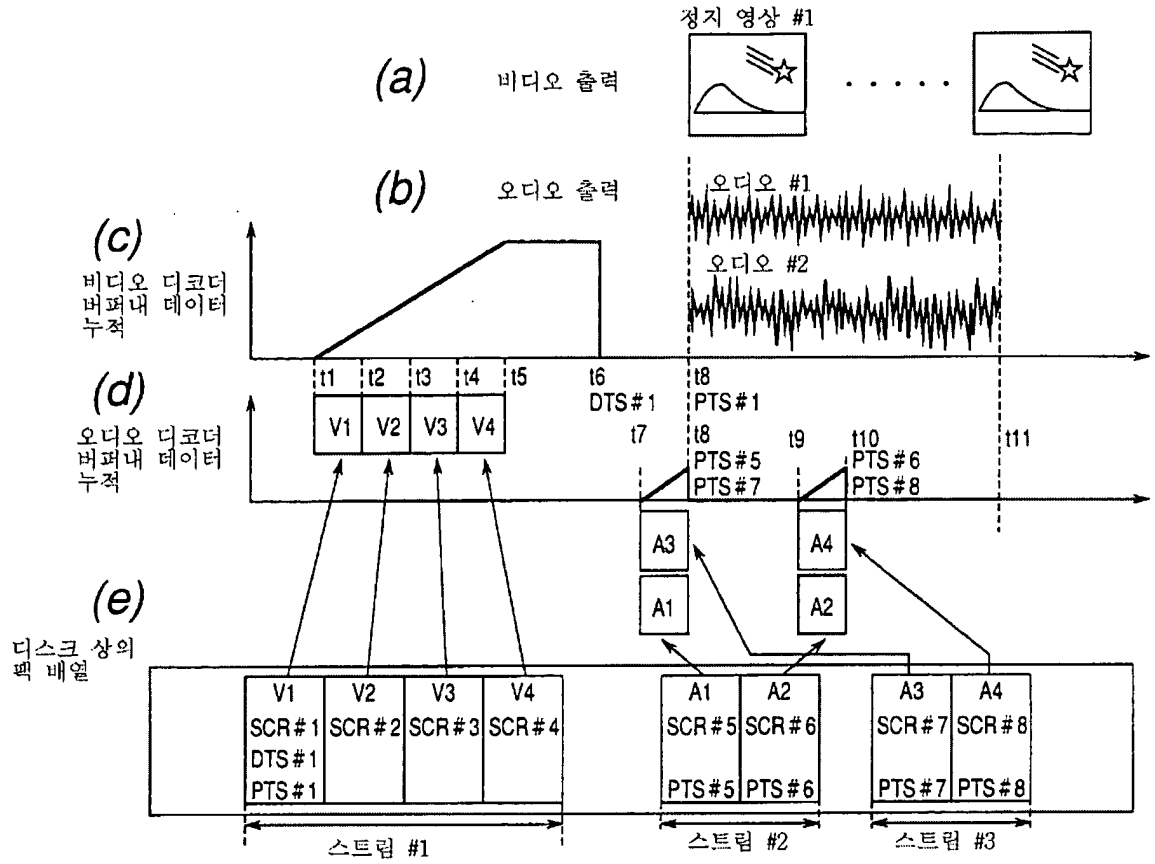 정지 영상 #1
(a) 비디오 출력
(b) 오디오 출력
오디오 #1
오디오 #2
(c)
비디오 디코더
버퍼내 데이터
누적
t1 t2 t3 t4 t5 t6 t8
DTS#1 PTS#1
(d)
오디오 디코더
버퍼내 데이터
누적
V1 V2 V3 V4
t7 t8 t9 t10 t11
PTS#5 PTS#6
PTS#7 PTS#8
A3 A4
A1 A2
(e)
디스크 상의
팩 배열
V1 V2 V3 V4 A1 A2 A3 A4
SCR#1 SCR#2 SCR#3 SCR#4 SCR#5 SCR#6 SCR#7 SCR#8
DTS#1
PTS#1 PTS#5 PTS#6 PTS#7 PTS#8
스트림 #1 스트림 #2 스트림 #3